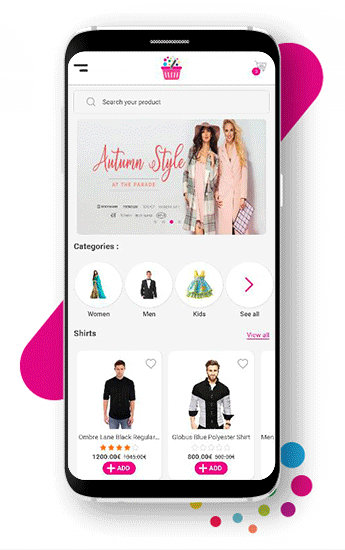 Search your product
Autumn Style
AT THE PARADE
Categories :
Women
Men
Kids
See all
Shirts
View all
Ombre Lane Black Regular...
Globus Blue Polyester Shirt
Men
1200.00€ 1045.00€
800.00€ 500.00€
+ ADD
+ ADD